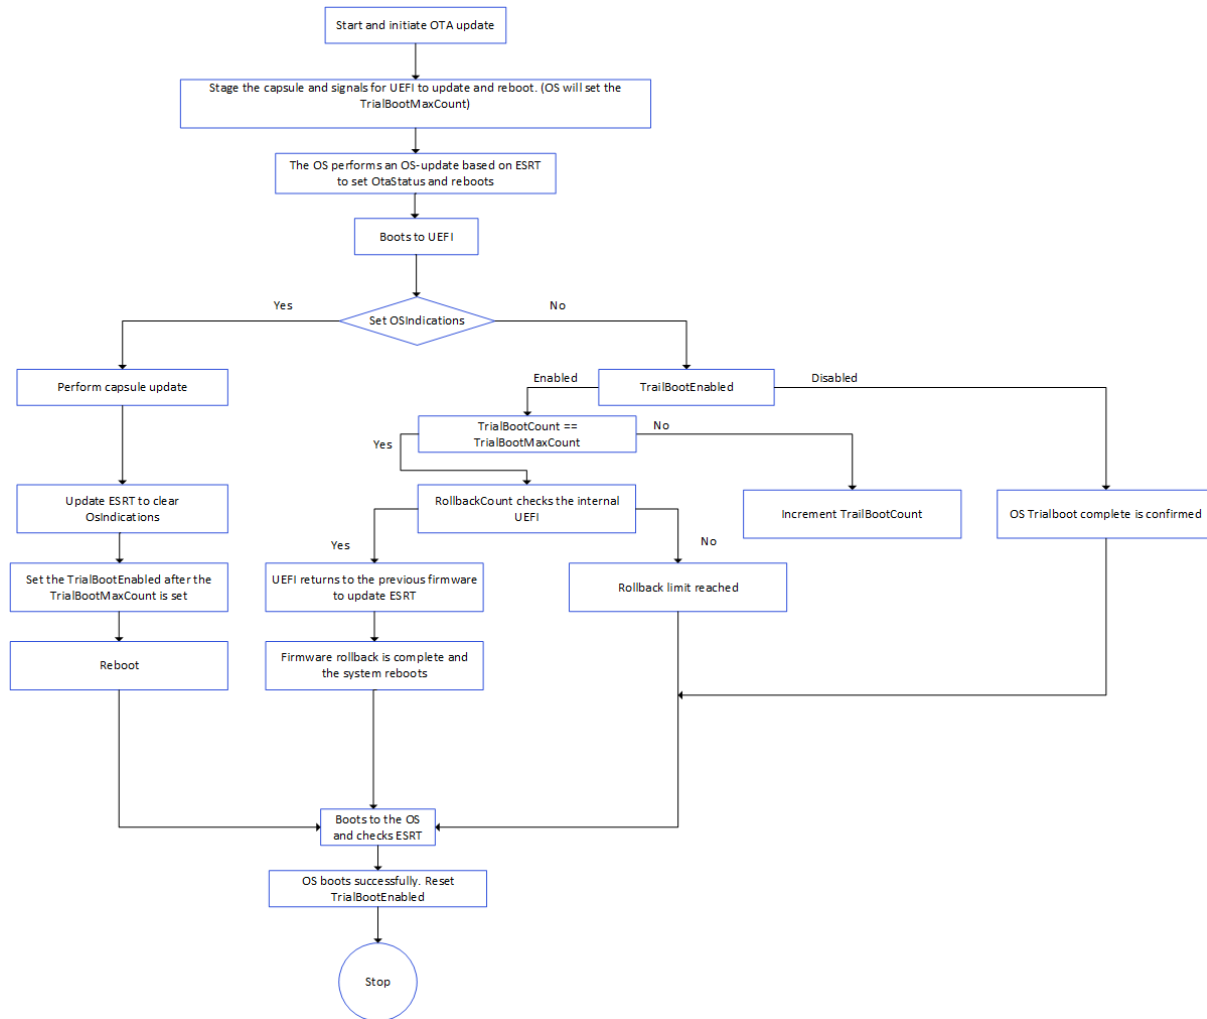 Start and initiate OTA update
Stage the capsule and signals for UEFI to update and reboot. (OS will set the
TrialBootMaxCount)
The OS performs an OS-update based on ESRT
to set OtaStatus and reboots
Boots to UEFI
Yes
No
Set OSIndications
Perform capsule update
Enabled
TrailBootEnabled
Disabled
TrialBootCount ==
TrialBootMaxCount
No
Yes
Update ESRT to clear
OsIndications
RollbackCount checks the internal
UEFI
Increment TrailBootCount
OS Trialboot complete is confirmed
Yes
No
Set the TrialBootEnabled after the
TrialBootMaxCount is set
UEFI returns to the previous firmware
to update ESRT
Rollback limit reached
Reboot
Firmware rollback is complete and
the system reboots
Boots to the OS
and checks ESRT
OS boots successfully. Reset
TrialBootEnabled
Stop